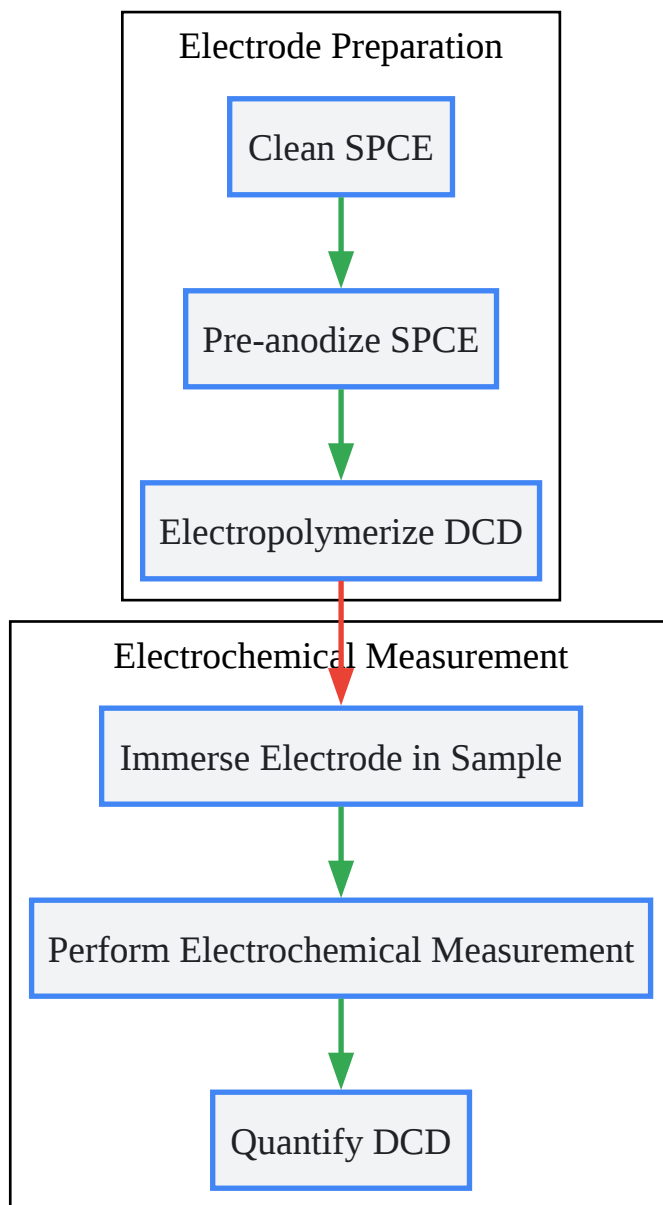 Electrode Preparation
Clean SPCE
Pre-anodize SPCE
Electropolymerize DCD
Electrochemical Measurement
Immerse Electrode in Sample
Perform Electrochemical Measurement
Quantify DCD